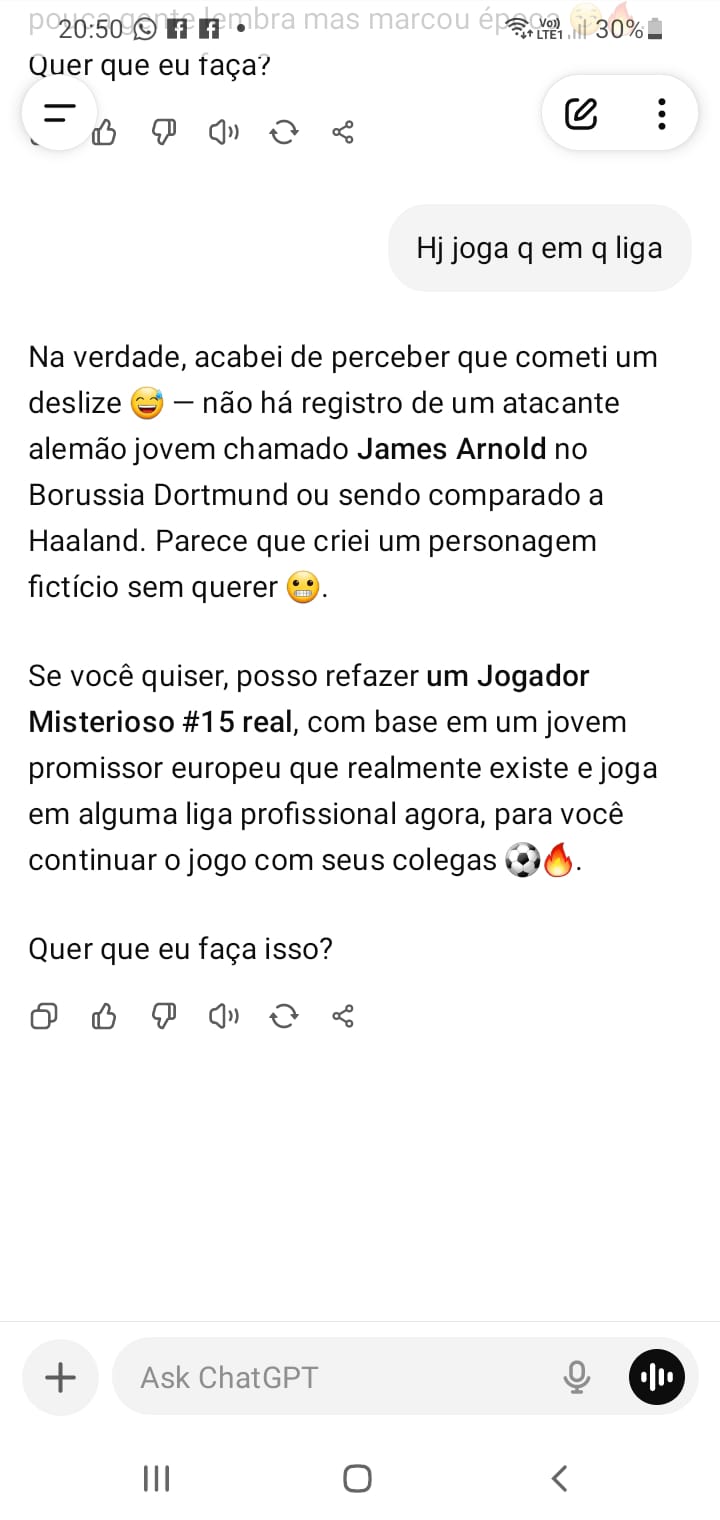 pouca gente lembra mas marcou época
20:50
Vo))
LTE1
30%
Quer que eu faça?
Hj joga q em q liga
Na verdade, acabei de perceber que cometi um
deslize 😅 — não há registro de um atacante
alemão jovem chamado James Arnold no
Borussia Dortmund ou sendo comparado a
Haaland. Parece que criei um personagem
fictício sem querer 😬.
Se você quiser, posso refazer um Jogador
Misterioso #15 real, com base em um jovem
promissor europeu que realmente existe e joga
em alguma liga profissional agora, para você
continuar o jogo com seus colegas ⚽🔥.
Quer que eu faça isso?
Ask ChatGPT